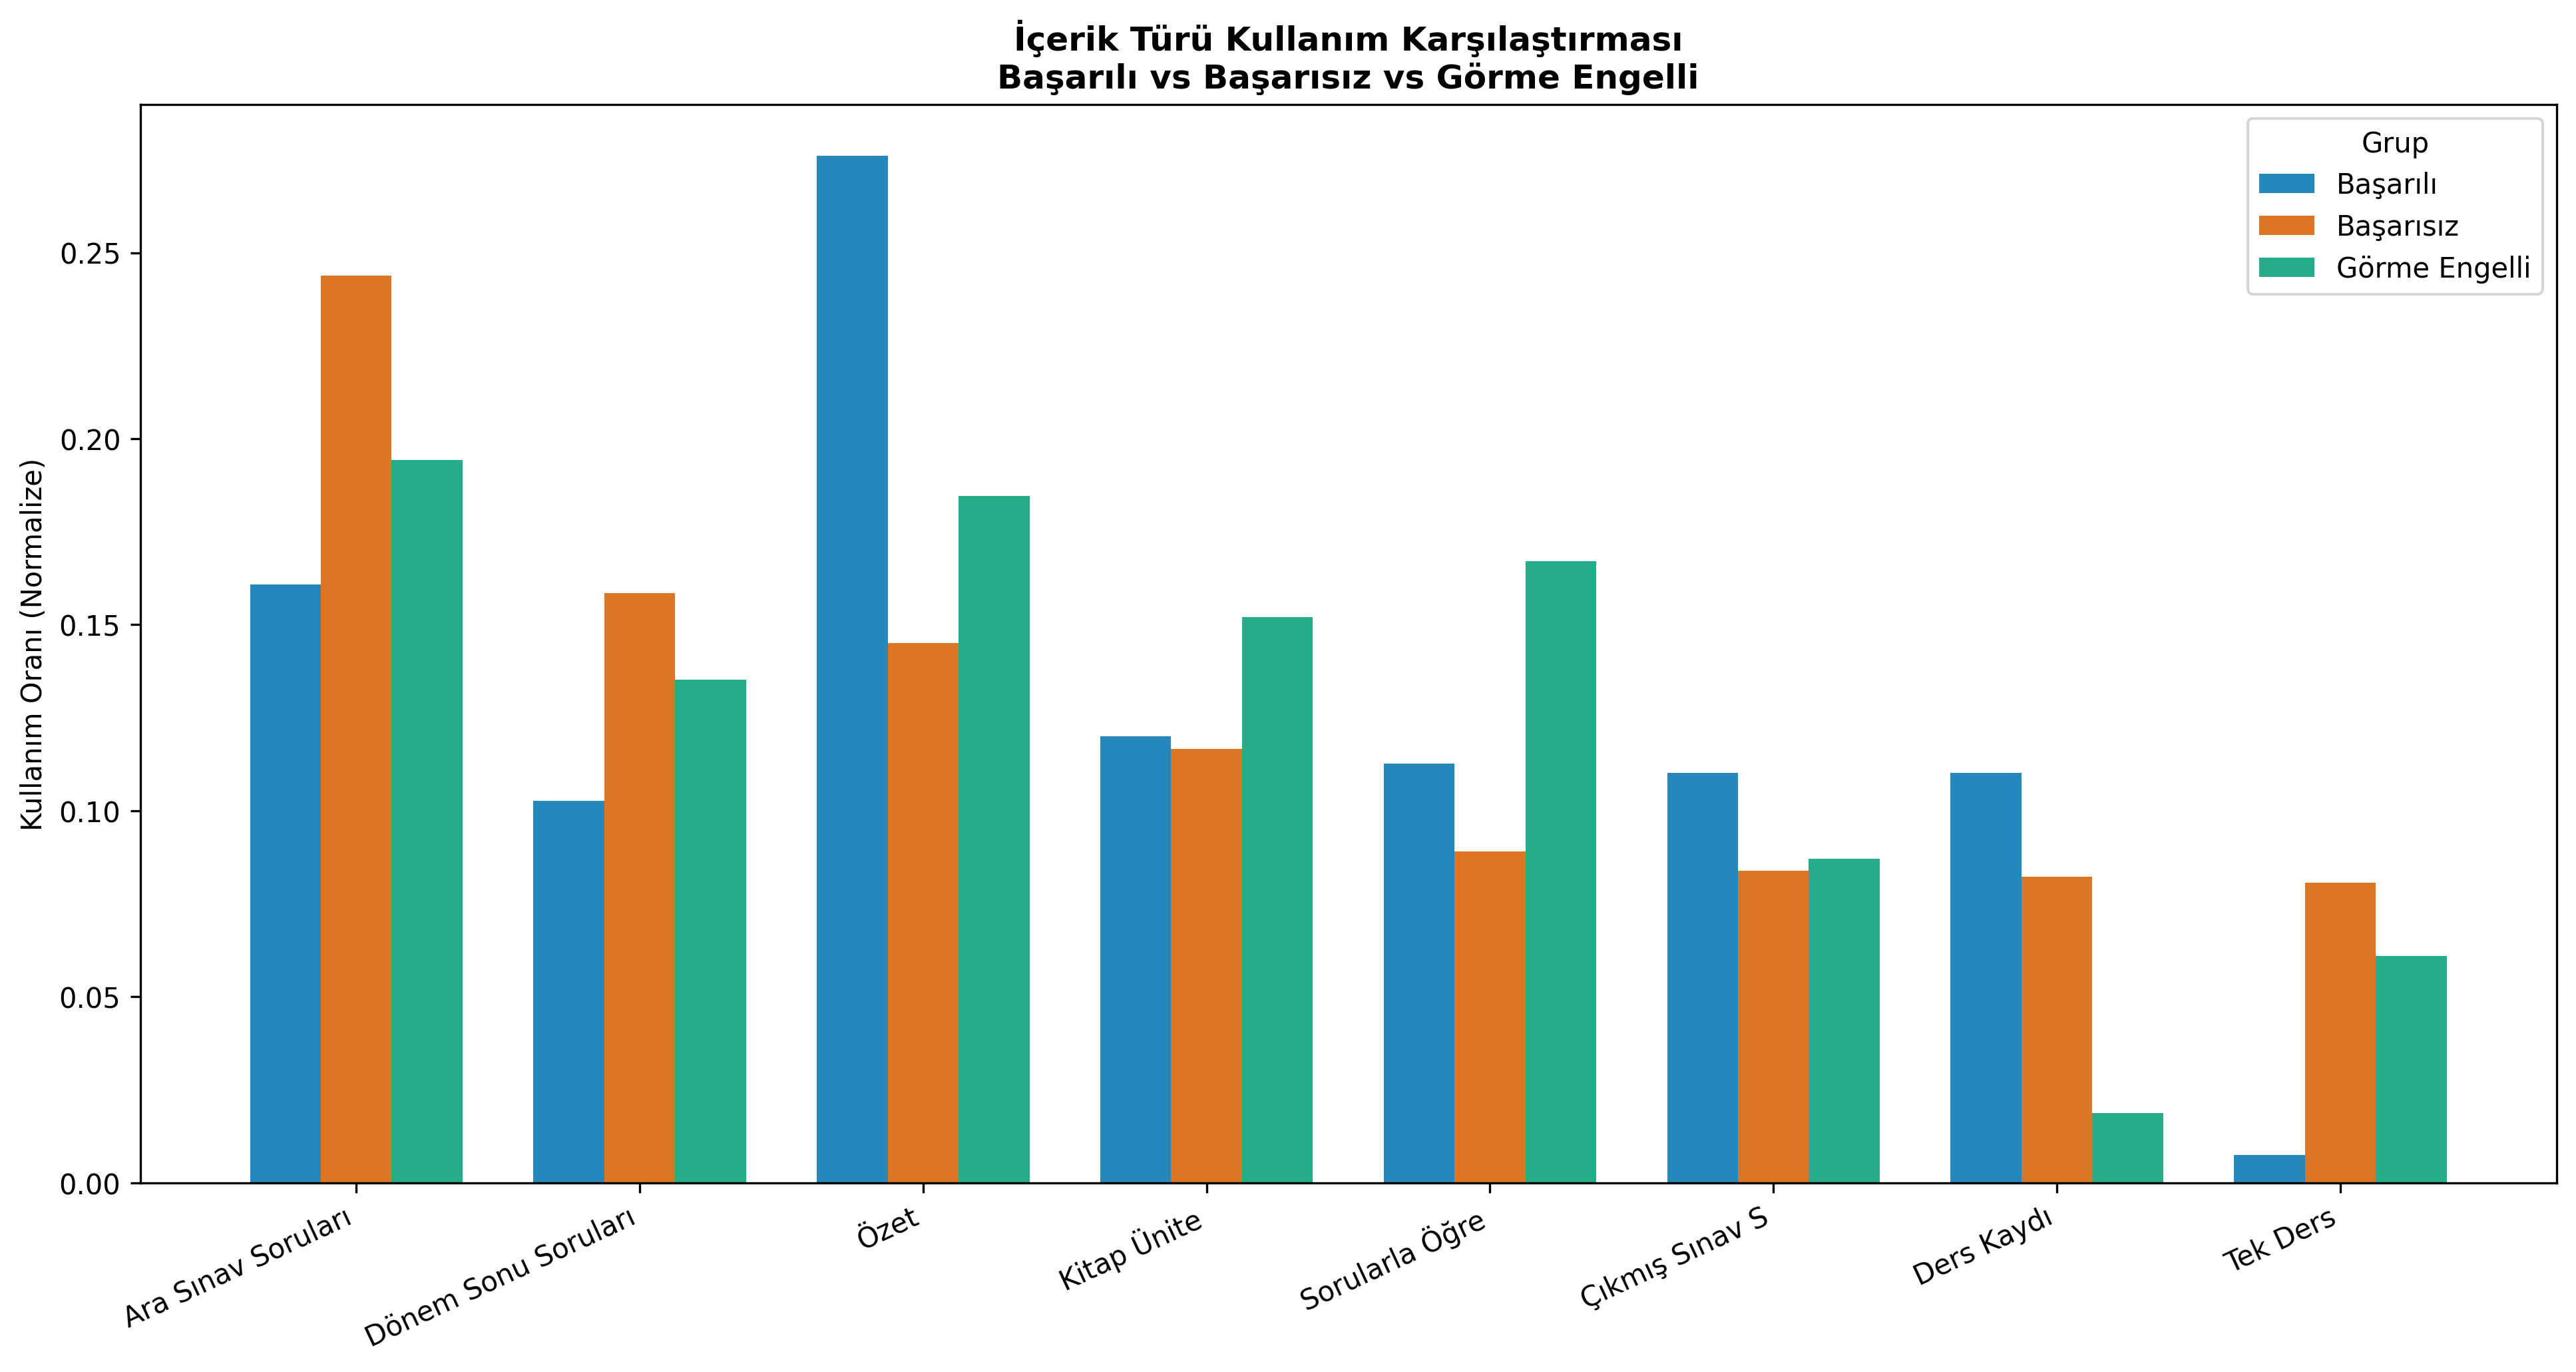 İçerik Türü Kullanım Karşılaştırması
Başarılı vs Başarısız vs Görme Engelli
Grup
Başarılı
Başarısız
Görme Engelli
Kullanım Oranı (Normalize)
0.25
0.20
0.15
0.10
0.05
0.00
Ara Sınav Soruları
Dönem Sonu Soruları
Özet
Kitap Ünite
Sorularla Öğre
Çıkmış Sınav S
Ders Kaydı
Tek Ders